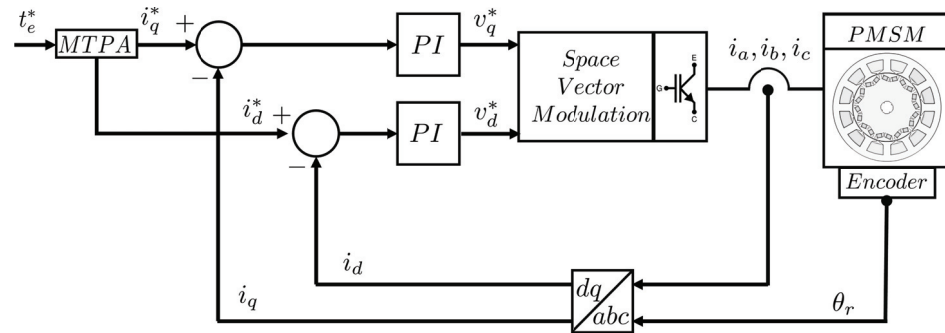 t_e^*
MTPA
i_q^*
+
−
PI
v_q^*
i_d^*
+
−
PI
v_d^*
Space
Vector
Modulation
G
E
C
i_a, i_b, i_c
PMSM
Encoder
i_d
i_q
dq
abc
θ_r